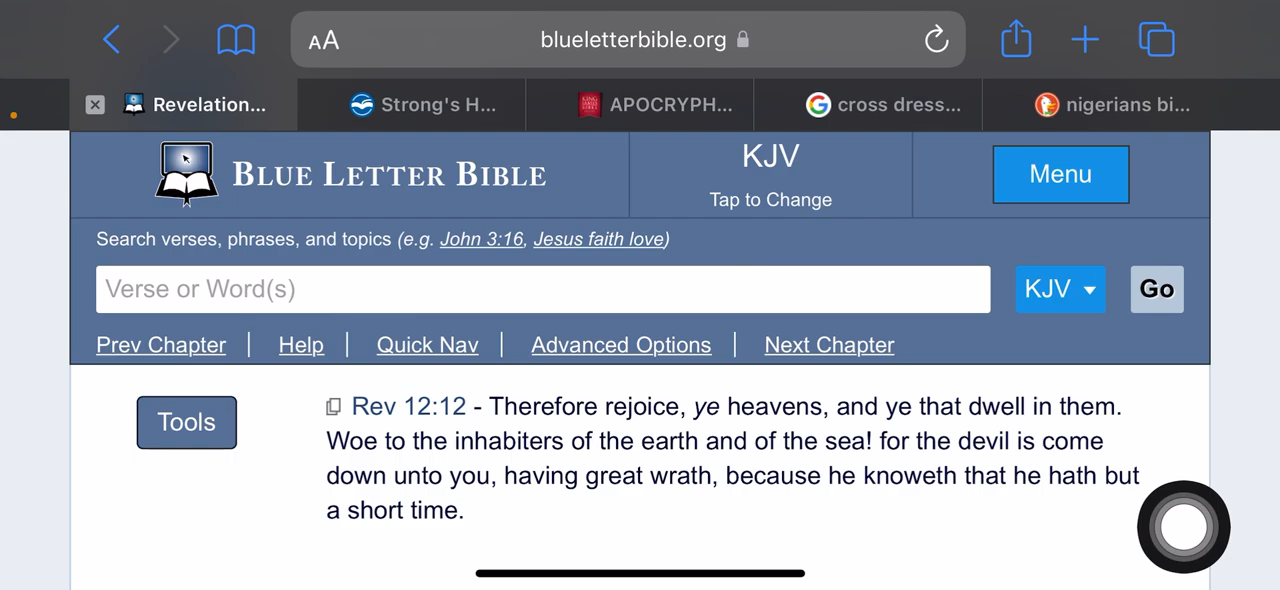 AA blueletterbible.org
Revelation... Strong's H... APOCRYPH... cross dress... nigerians bi...
BLUE LETTER BIBLE KJV Menu
Tap to Change
Search verses, phrases, and topics (e.g. John 3:16, Jesus faith love)
Verse or Word(s) KJV Go
Prev Chapter | Help | Quick Nav | Advanced Options | Next Chapter
Tools Rev 12:12 - Therefore rejoice, ye heavens, and ye that dwell in them.
Woe to the inhabiters of the earth and of the sea! for the devil is come
down unto you, having great wrath, because he knoweth that he hath but
a short time.